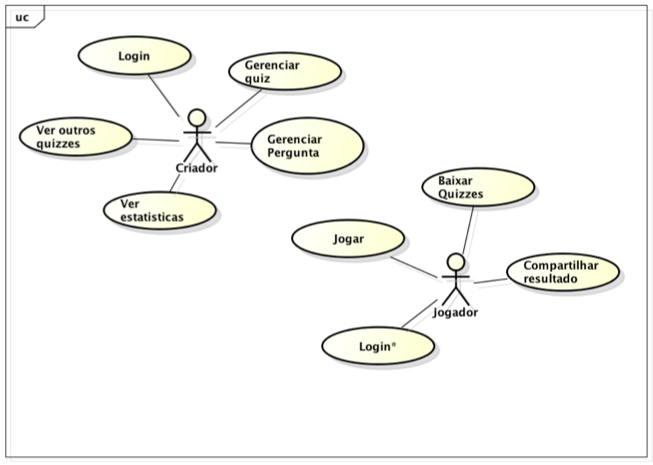 uc
Login
Gerenciar
quiz
Ver outros
quizzes
Gerenciar
Pergunta
Criador
Ver
estatisticas
Baixar
Quizzes
Jogar
Compartilhar
resultado
Jogador
Login*